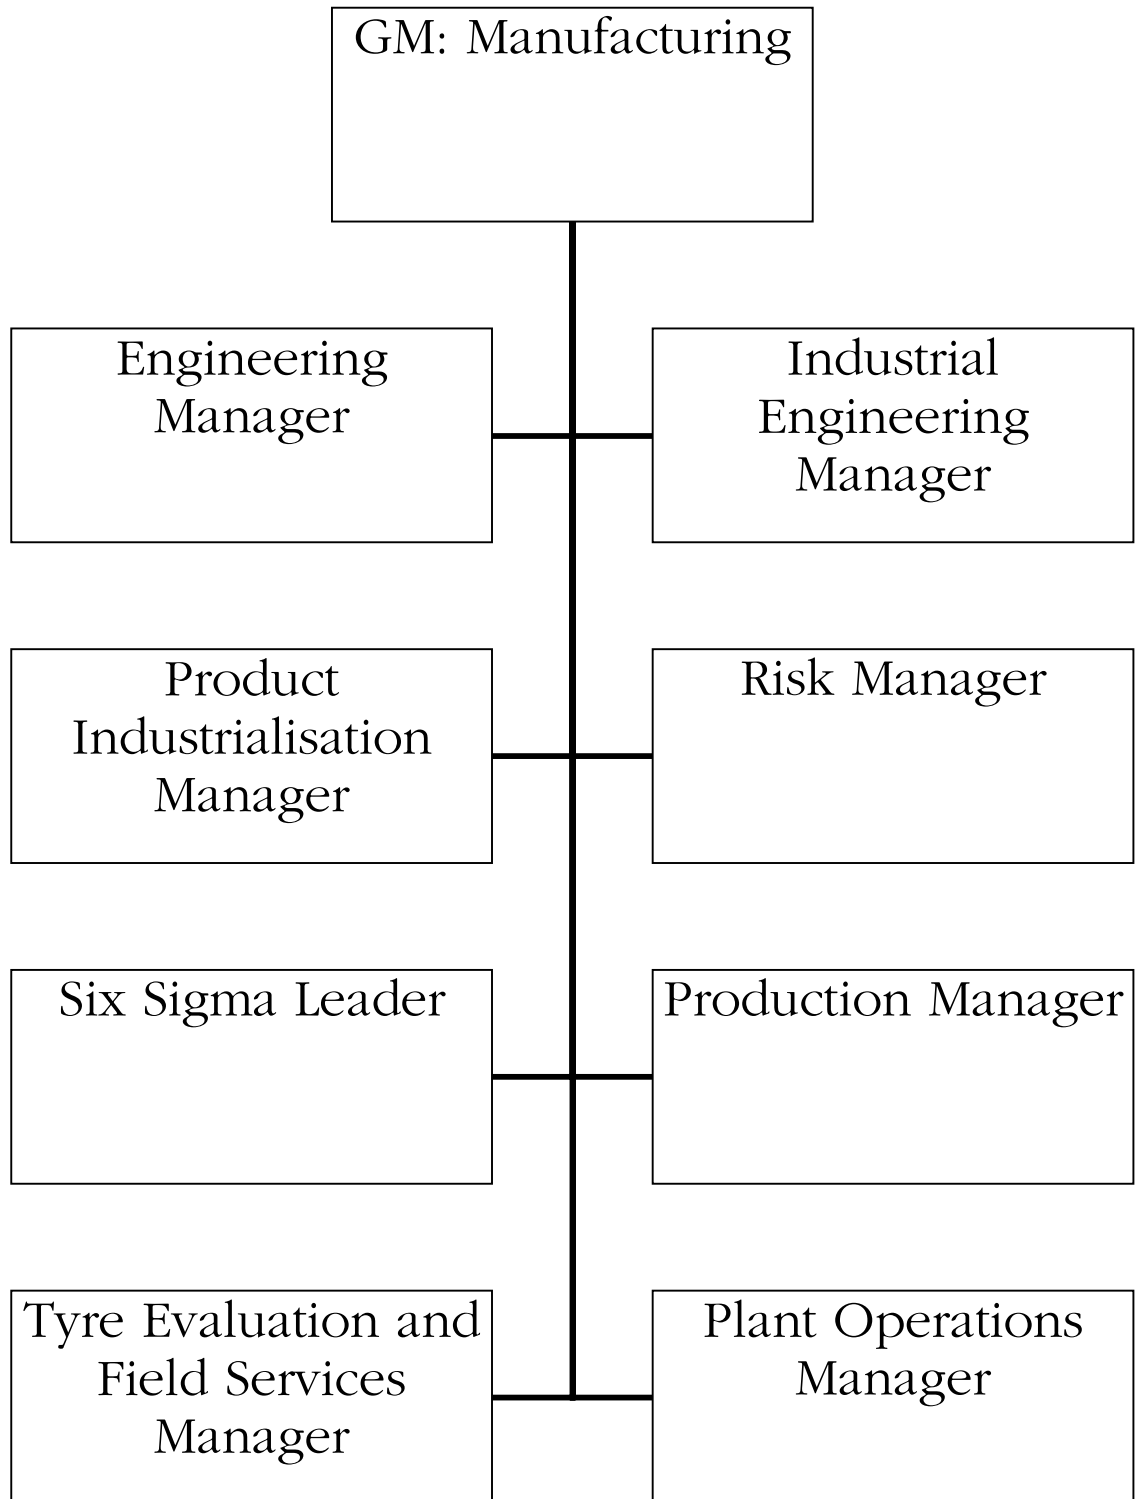 GM: Manufacturing
Engineering
Manager
Industrial
Engineering
Manager
Product
Industrialisation
Manager
Risk Manager
Six Sigma Leader
Production Manager
Tyre Evaluation and
Field Services
Manager
Plant Operations
Manager